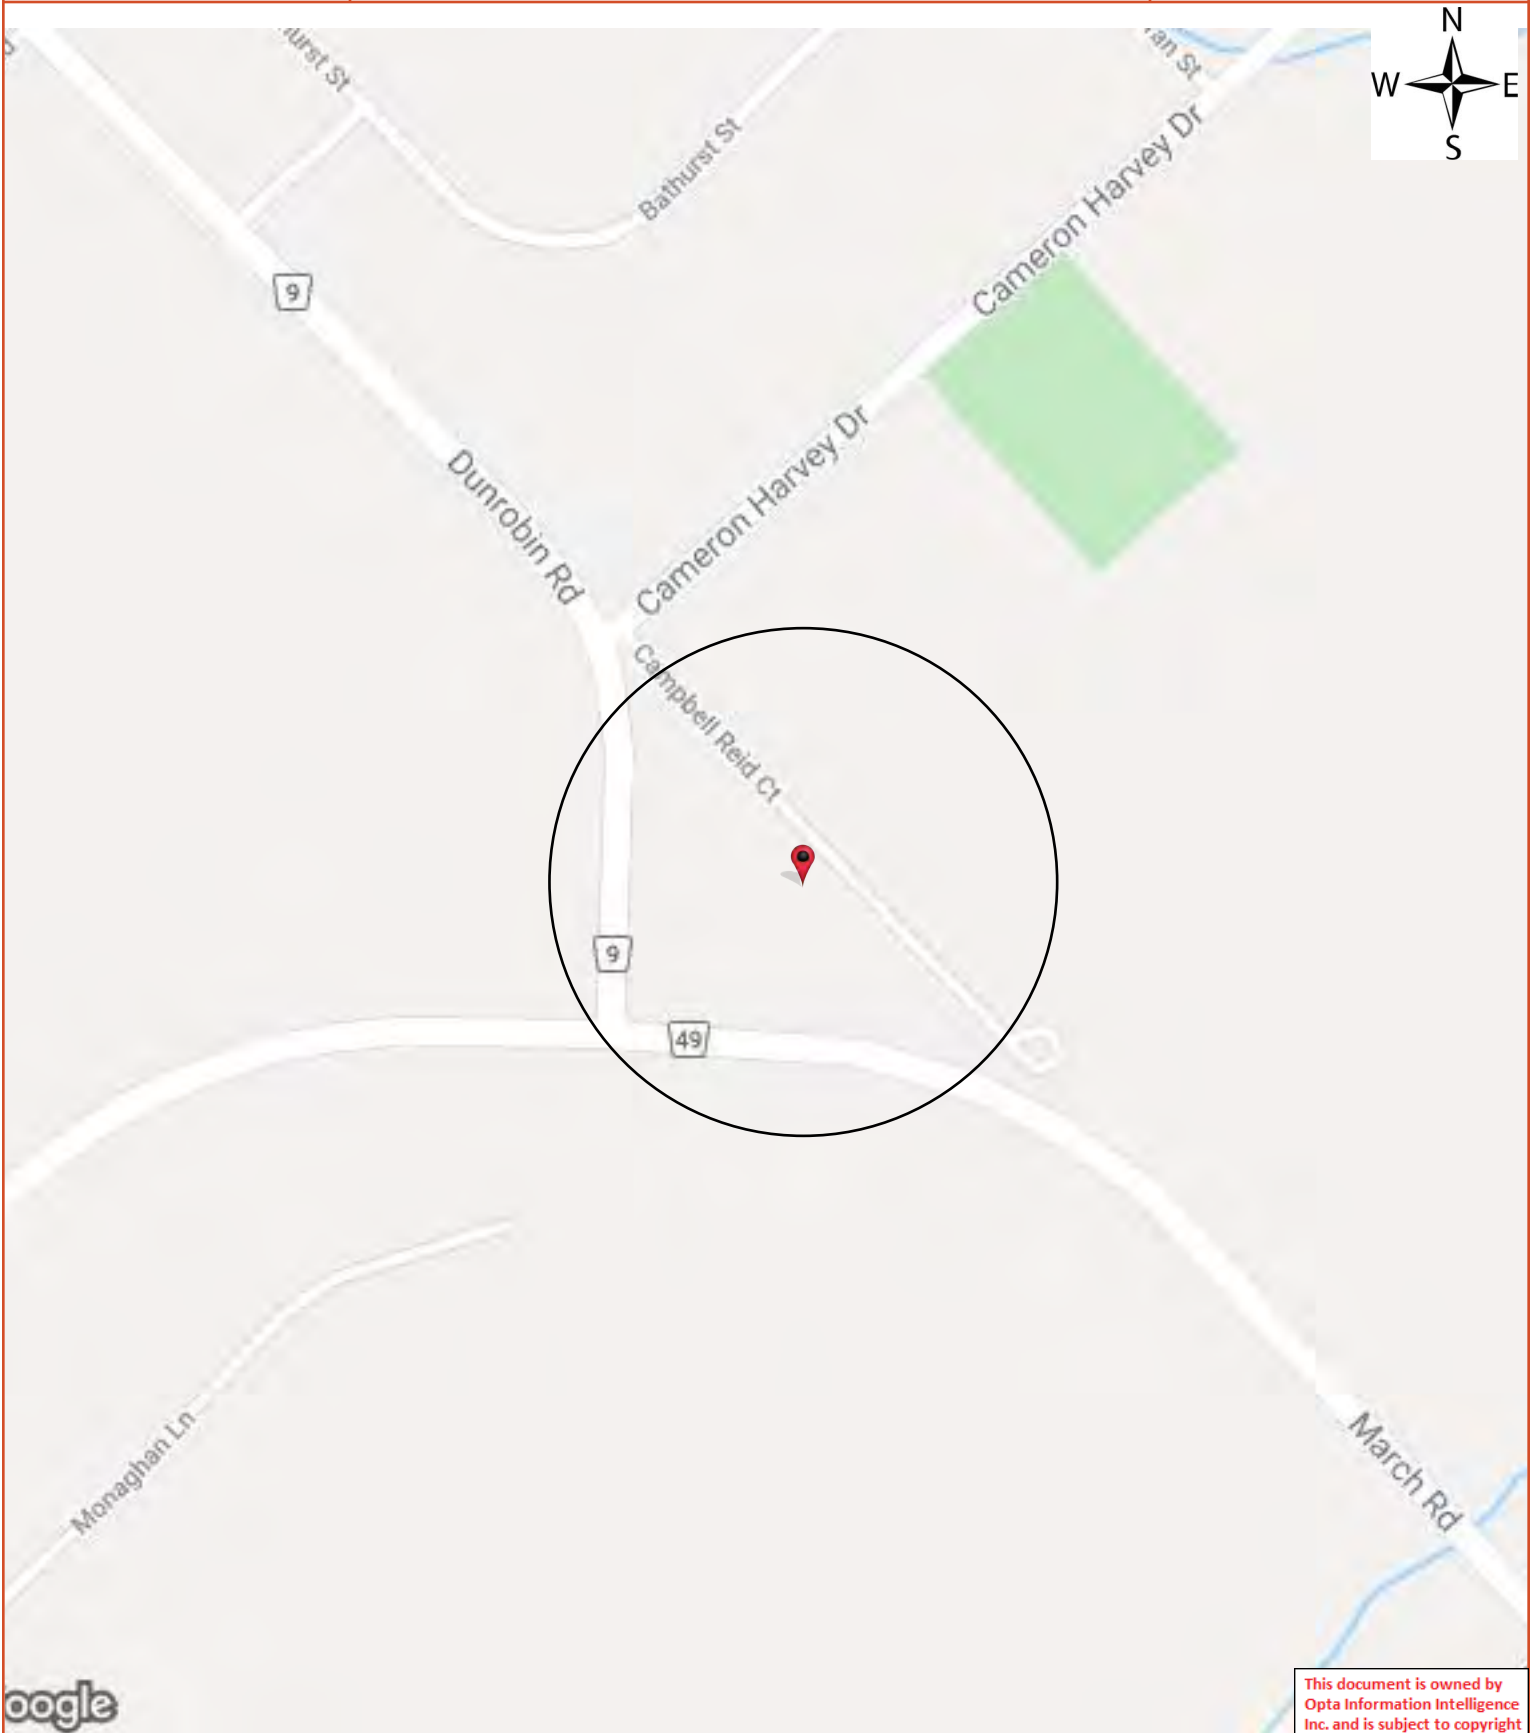 N
W E
S
Bathurst St
Cameron Harvey Dr
9
Cameron Harvey Dr
Dunrobin Rd
Campbell Reid Ct
9
49
March Rd
Monaghan Ln
oogle
This document is owned by
Opta Information Intelligence
Inc. and is subject to copyright